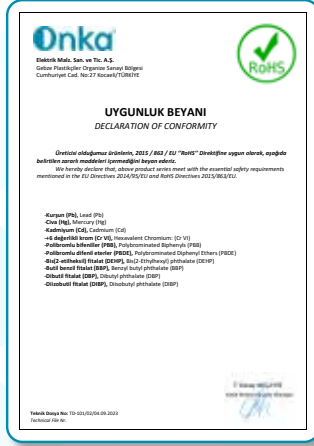 Onka
Elektrik Malz. San. ve Tic. A.Ş.
Gebze Plastikçiler Organize Sanayi Bölgesi
Cumhuriyet Cad. No:27 Kocaeli/TÜRKİYE
RoHS
UYGUNLUK BEYANI
DECLARATION OF CONFORMITY
Üreticisi olduğumuz ürünlerin, 2015 / 863 / EU "RoHS" Direktifine uygun olarak, aşağıda
belirtilen zararlı maddeleri içermediğini beyan ederiz.
We hereby declare that, above product series meet with the essential safety requirements
mentioned in the EU Directives 2014/95/EU and RoHS Directives 2015/863/EU.
-Kurşun (Pb), Lead (Pb)
-Civa (Hg), Mercury (Hg)
-Kadmiyum (Cd), Cadmium (Cd)
-+6 değerlikli krom (Cr VI), Hexavalent Chromium: (Cr VI)
-Polibromlu bifeniller (PBB), Polybrominated Biphenyls (PBB)
-Polibromlu difenil eterler (PBDE), Polybrominated Diphenyl Ethers (PBDE)
-Bis(2-etilheksil) fitalat (DEHP), Bis(2-Ethylhexyl) phthalate (DEHP)
-Butil benzil fitalat (BBP), Benzyl butyl phthalate (BBP)
-Dibutil fitalat (DBP), Dibutyl phthalate (DBP)
-Diizobutil fitalat (DIBP), Diisobutyl phthalate (DIBP)
Teknik Dosya No: TD-101/02/04.09.2023
Technical File Nr.